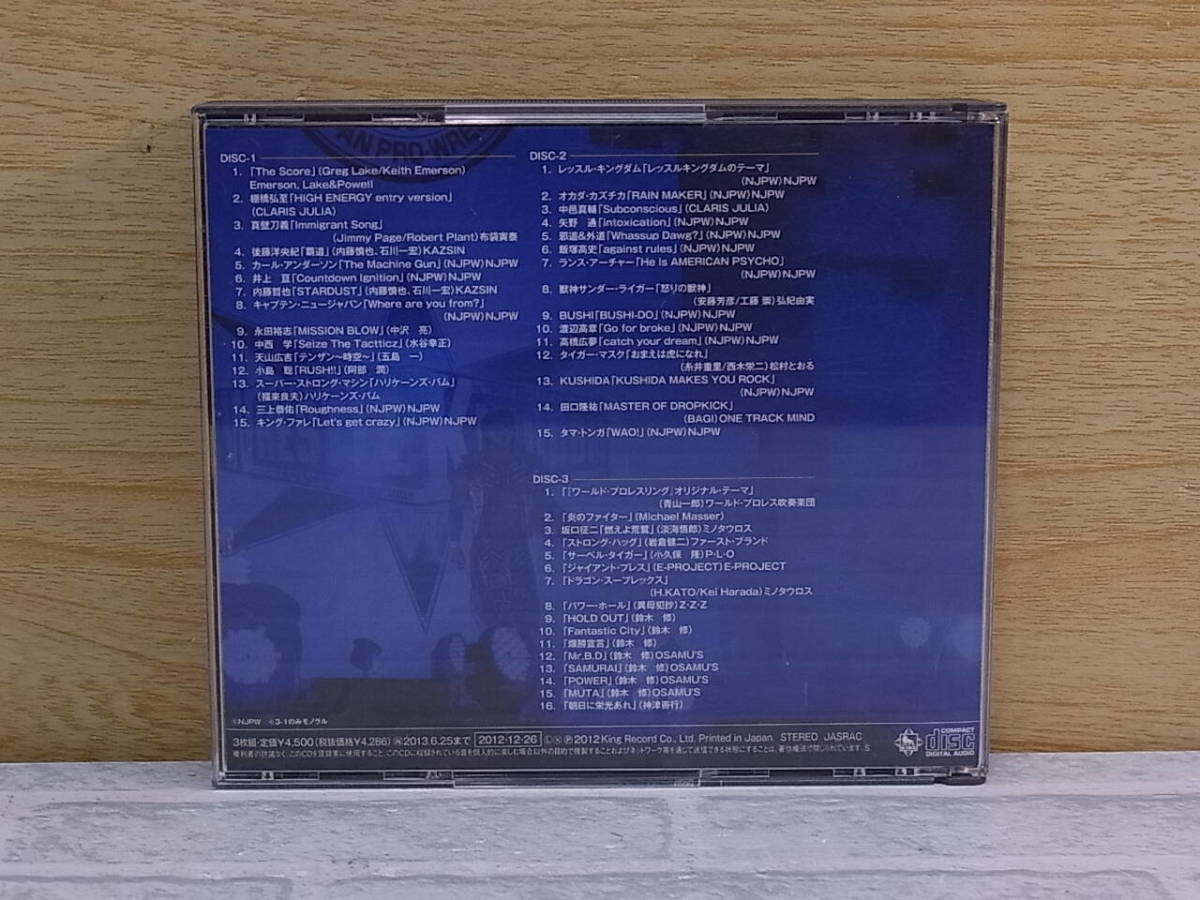 AN PRO-WRE
DISC-1
1. 「The Score」(Greg Lake/Keith Emerson)
Emerson, Lake&Powell
2. 棚橋弘至「HIGH ENERGY entry version」
(CLARIS JULIA)
3. 真壁刀義「Immigrant Song」
(Jimmy Page/Robert Plant)布袋寅泰
4. 後藤洋央紀「覇道」(内藤慎也、石川一宏)KAZSIN
5. カール・アンダーソン「The Machine Gun」(NJPW)NJPW
6. 井上 亘「Countdown Ignition」(NJPW)NJPW
7. 内藤哲也「STARDUST」(内藤慎也、石川一宏)KAZSIN
8. キャプテン・ニュージャパン「Where are you from?」
(NJPW)NJPW
9. 永田裕志「MISSION BLOW」(中沢 亮)
10. 中西 学「Seize The Tactticz」(水谷幸正)
11. 天山広吉「テンザン〜時空〜」(五島 一)
12. 小島 聡「RUSH!!」(阿部 潤)
13. スーパー・ストロング・マシン「ハリケーンズ・バム」
(福来良夫)ハリケーンズ・バム
14. 三上恭佑「Roughness」(NJPW)NJPW
15. キング・ファレ「Let's get crazy」(NJPW)NJPW
DISC-2
1. レッスル・キングダム「レッスルキングダムのテーマ」
(NJPW)NJPW
2. オカダ・カズチカ「RAIN MAKER」(NJPW)NJPW
3. 中邑真輔「Subconscious」(CLARIS JULIA)
4. 矢野 通「intoxication」(NJPW)NJPW
5. 邪道&外道「Whassup Dawg?」(NJPW)NJPW
6. 飯塚高史「against rules」(NJPW)NJPW
7. ランス・アーチャー「He Is AMERICAN PSYCHO」
(NJPW)NJPW
8. 獣神サンダー・ライガー「怒りの獣神」
(安藤芳彦/工藤 崇)弘紀由実
9. BUSHI「BUSHI-DO」(NJPW)NJPW
10. 渡辺高章「Go for broke」(NJPW)NJPW
11. 高橋広夢「catch your dream」(NJPW)NJPW
12. タイガー・マスク「おまえは虎になれ」
(糸井重里/西木栄二)松村とおる
13. KUSHIDA「KUSHIDA MAKES YOU ROCK」
(NJPW)NJPW
14. 田口隆祐「MASTER OF DROPKICK」
(BAGI)ONE TRACK MIND
15. タマ・トンガ「WAO!」(NJPW)NJPW
DISC-3
1. 「『ワールド・プロレスリング』オリジナル・テーマ」
(青山一郎)ワールド・プロレス吹奏楽団
2. 「炎のファイター」(Michael Masser)
3. 坂口征二「燃えよ荒鷲」(淡海悟郎)ミノタウロス
4. 「ストロング・ハッグ」(岩倉健二)ファースト・ブランド
5. 「サーベル・タイガー」(小久保 隆)P-L-O
6. 「ジャイアント・プレス」(E-PROJECT)E-PROJECT
7. 「ドラゴン・スープレックス」
(H.KATO/Kei Harada)ミノタウロス
8. 「パワー・ホール」(異母犯抄)Z・Z・Z
9. 「HOLD OUT」(鈴木 修)
10. 「Fantastic City」(鈴木 修)
11. 「爆勝宣言」(鈴木 修)
12. 「Mr.B.D」(鈴木 修)OSAMU'S
13. 「SAMURAI」(鈴木 修)OSAMU'S
14. 「POWER」(鈴木 修)OSAMU'S
15. 「MUTA」(鈴木 修)OSAMU'S
16. 「朝日に栄光あれ」(神津善行)
©NJPW ※3-1のみモノラル
3枚組・定価¥4,500(税抜価格¥4,286) 2013.6.25まで 2012・12・26 2012 King Record Co., Ltd. Printed in Japan. STEREO JASRAC
COMPACT
disc
DIGITAL AUDIO